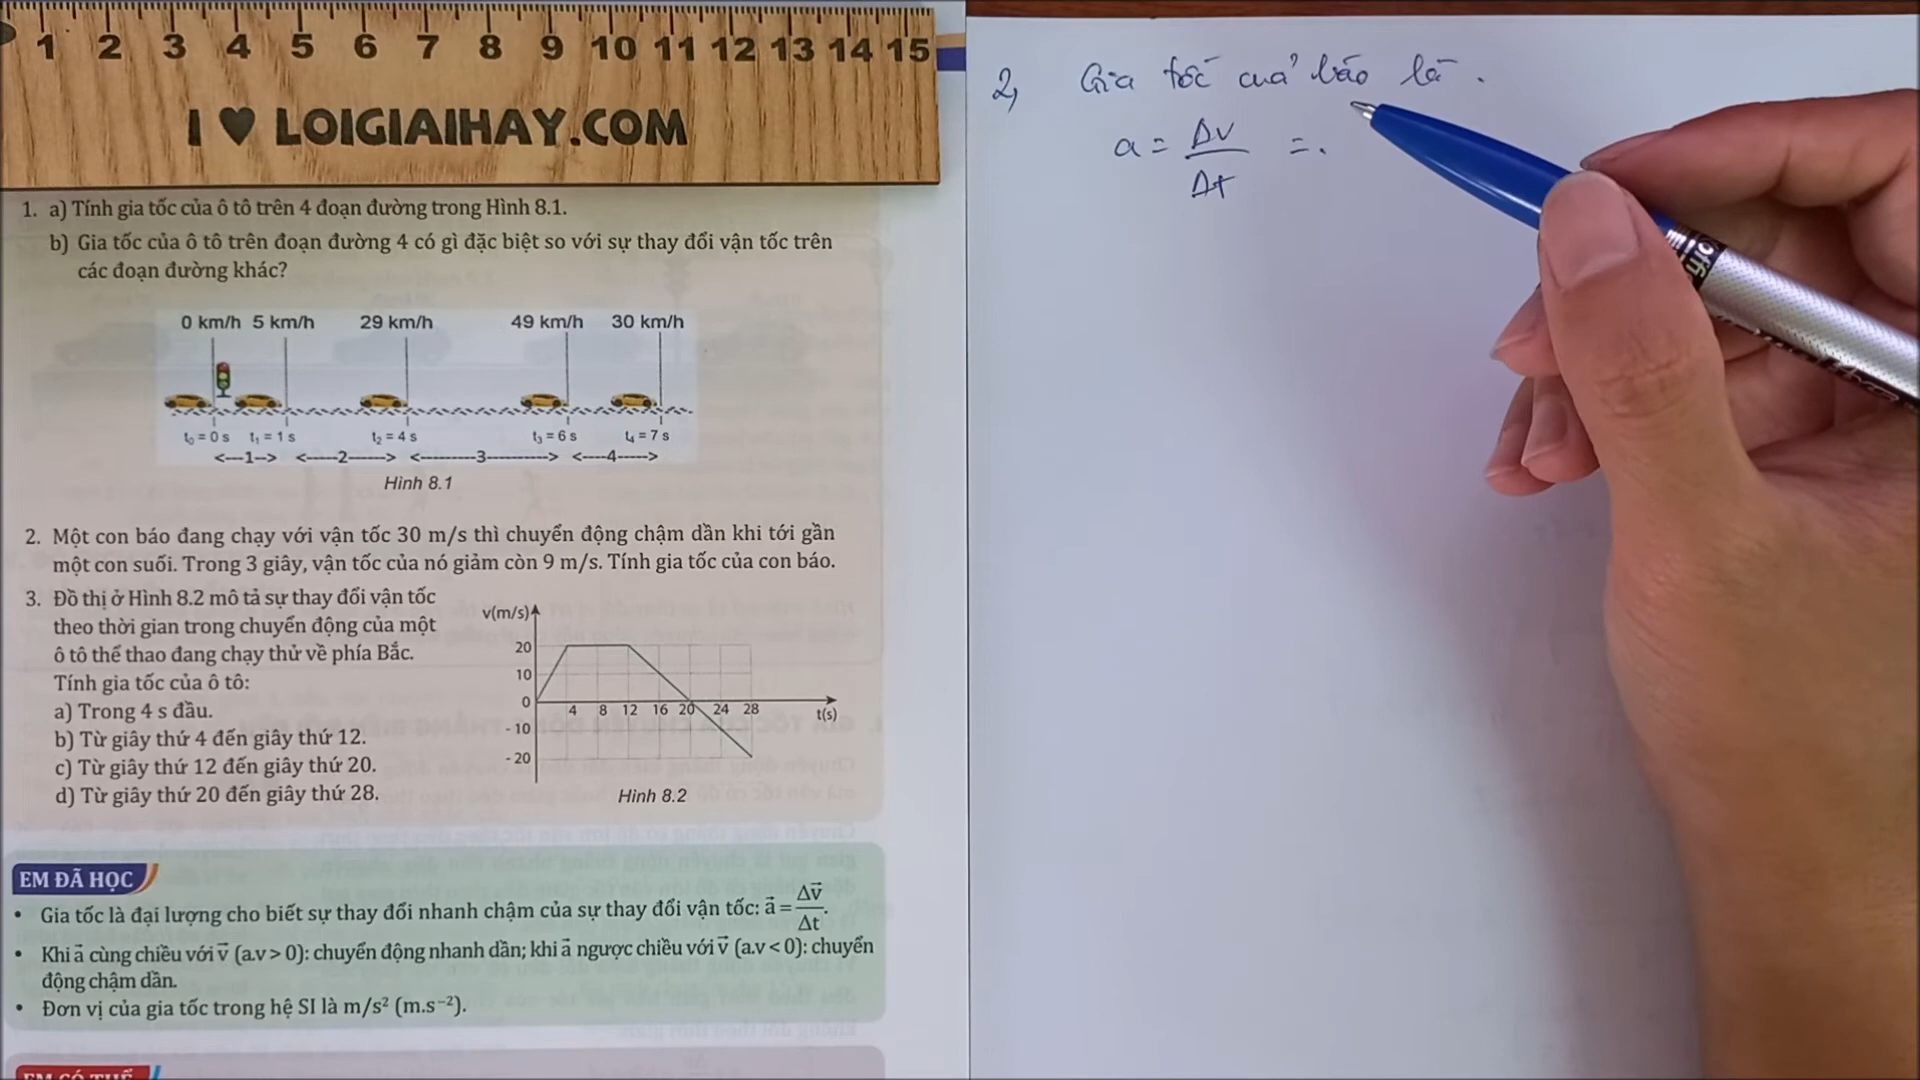 1 2 3 4 5 6 7 8 9 10 11 12 13 14 15
I ♥ LOIGIAIHAY.COM
1. a) Tính gia tốc của ô tô trên 4 đoạn đường trong Hình 8.1.
b) Gia tốc của ô tô trên đoạn đường 4 có gì đặc biệt so với sự thay đổi vận tốc trên
các đoạn đường khác?
0 km/h 5 km/h 29 km/h 49 km/h 30 km/h
t₀ = 0 s t₁ = 1 s t₂ = 4 s t₃ = 6 s t₄ = 7 s
<---1--> <-----2-----> <---------3----------> <----4----->
Hình 8.1
2. Một con báo đang chạy với vận tốc 30 m/s thì chuyển động chậm dần khi tới gần
một con suối. Trong 3 giây, vận tốc của nó giảm còn 9 m/s. Tính gia tốc của con báo.
3. Đồ thị ở Hình 8.2 mô tả sự thay đổi vận tốc
theo thời gian trong chuyển động của một
ô tô thể thao đang chạy thử về phía Bắc.
Tính gia tốc của ô tô:
a) Trong 4 s đầu.
b) Từ giây thứ 4 đến giây thứ 12.
c) Từ giây thứ 12 đến giây thứ 20.
d) Từ giây thứ 20 đến giây thứ 28.
v(m/s)
20
10
0
- 10
- 20
4 8 12 16 20 24 28
t(s)
Hình 8.2
EM ĐÃ HỌC
• Gia tốc là đại lượng cho biết sự thay đổi nhanh chậm của sự thay đổi vận tốc: a⃗ = Δv⃗/Δt.
• Khi a⃗ cùng chiều với v⃗ (a.v > 0): chuyển động nhanh dần; khi a⃗ ngược chiều với v⃗ (a.v < 0): chuyển
động chậm dần.
• Đơn vị của gia tốc trong hệ SI là m/s² (m.s⁻²).
EM CÓ THỂ
2, Gia tốc của báo là.
a = Δv/Δt =.